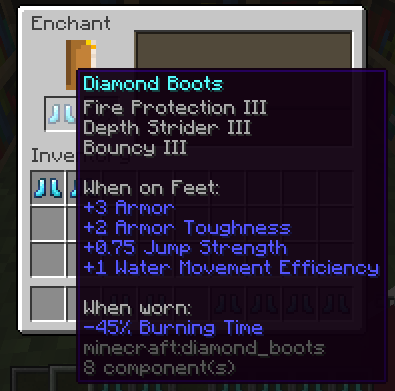 Enchant
Diamond Boots
Fire Protection III
Depth Strider III
Bouncy III
Inventory
When on Feet:
+3 Armor
+2 Armor Toughness
+0.75 Jump Strength
+1 Water Movement Efficiency
When worn:
-45% Burning Time
minecraft:diamond_boots
8 component(s)